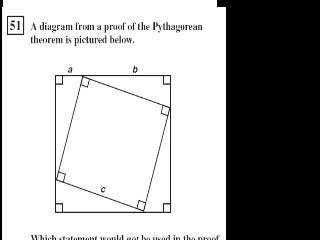 51 A diagram from a proof of the Pythagorean
theorem is pictured below.
a b
c
Which statement would not be used in the proof